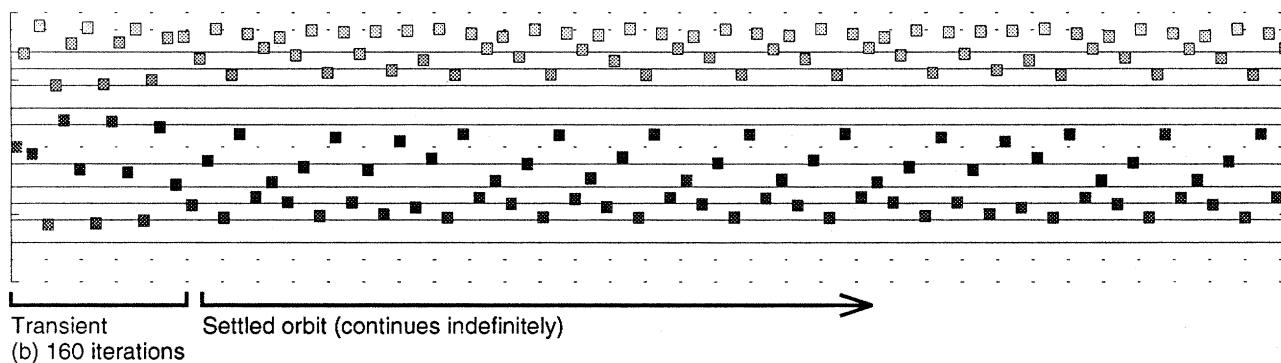 Transient
Settled orbit (continues indefinitely)
(b) 160 iterations